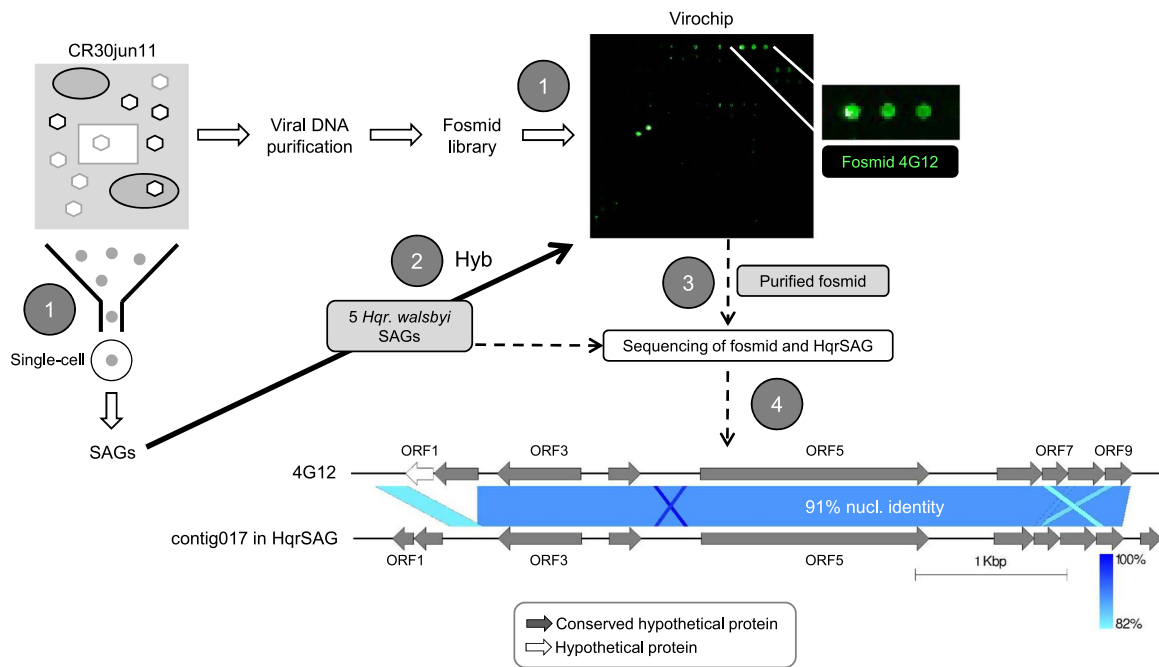 CR30jun11
Virochip
1
Viral DNA
purification
Fosmid
library
Fosmid 4G12
2
Hyb
1
3
Purified fosmid
5 Hqr. walsbyi
SAGs
Sequencing of fosmid and HqrSAG
Single-cell
4
SAGs
ORF1
ORF3
ORF5
ORF7
ORF9
4G12
91% nucl. identity
contig017 in HqrSAG
ORF1
ORF3
ORF5
1 Kbp
100%
82%
Conserved hypothetical protein
Hypothetical protein